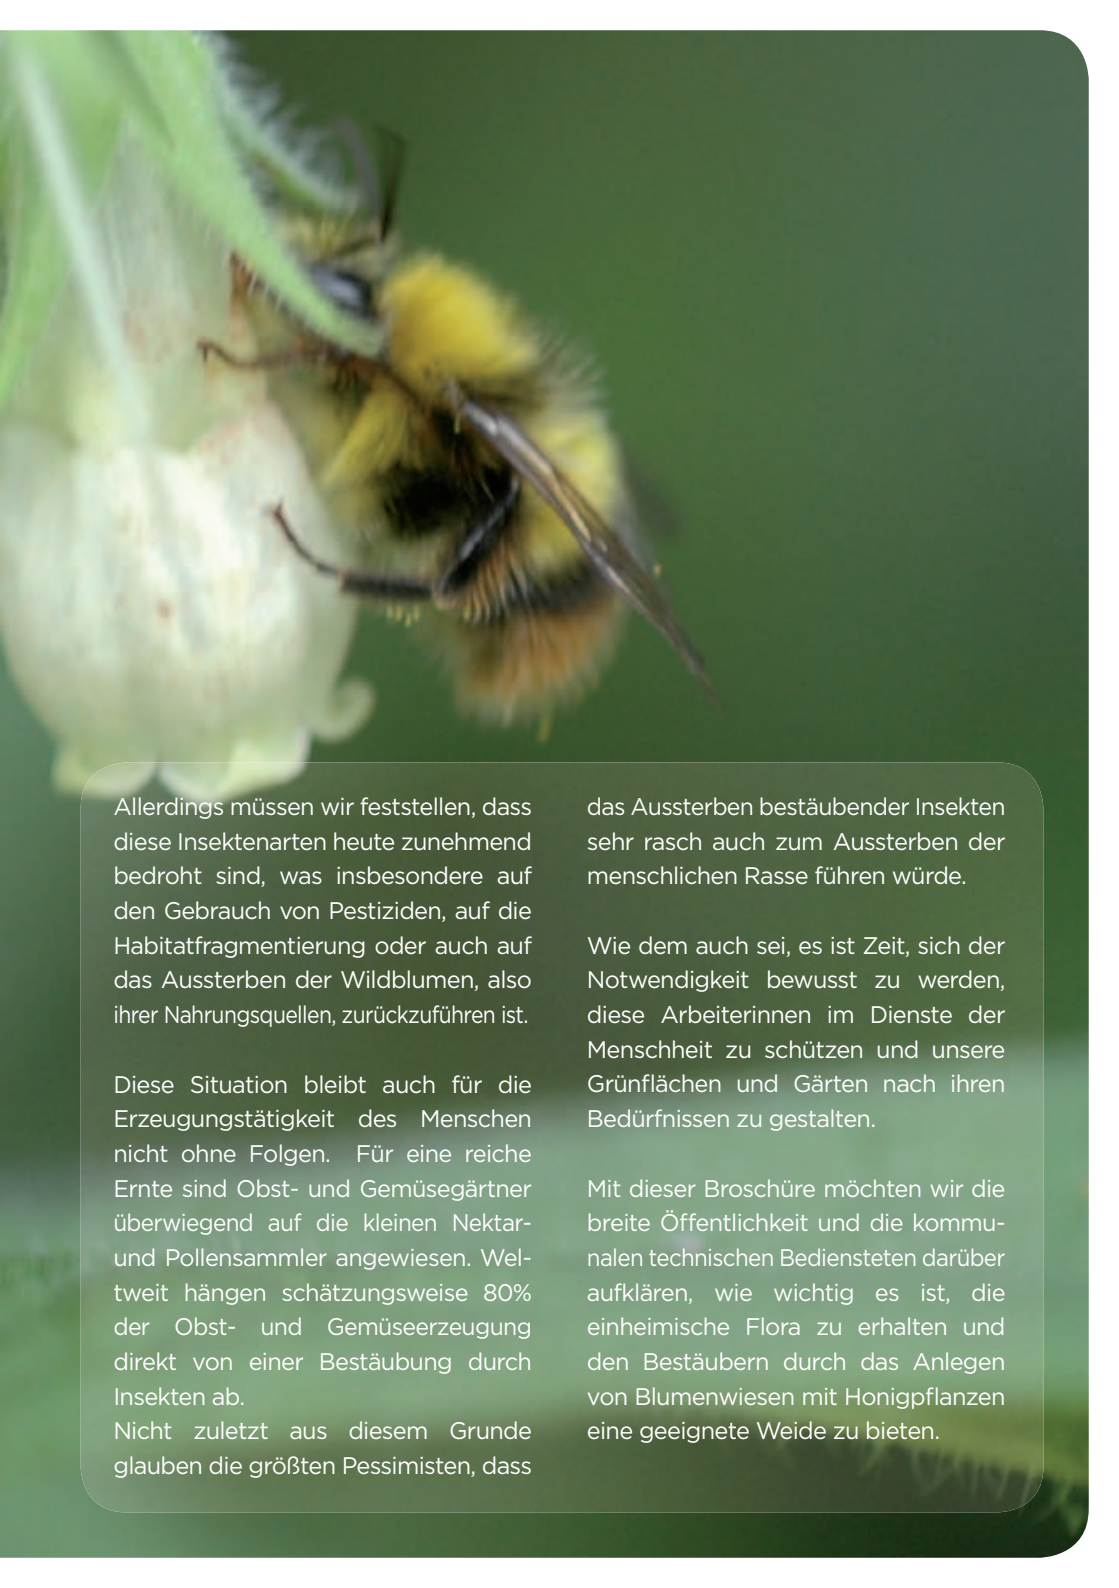 Allerdings müssen wir feststellen, dass
diese Insektenarten heute zunehmend
bedroht sind, was insbesondere auf
den Gebrauch von Pestiziden, auf die
Habitatfragmentierung oder auch auf
das Aussterben der Wildblumen, also
ihrer Nahrungsquellen, zurückzuführen ist.
Diese Situation bleibt auch für die
Erzeugungstätigkeit des Menschen
nicht ohne Folgen. Für eine reiche
Ernte sind Obst- und Gemüsegärtner
überwiegend auf die kleinen Nektar-
und Pollensammler angewiesen. Wel-
tweit hängen schätzungsweise 80%
der Obst- und Gemüseerzeugung
direkt von einer Bestäubung durch
Insekten ab.
Nicht zuletzt aus diesem Grunde
glauben die größten Pessimisten, dass
das Aussterben bestäubender Insekten
sehr rasch auch zum Aussterben der
menschlichen Rasse führen würde.
Wie dem auch sei, es ist Zeit, sich der
Notwendigkeit bewusst zu werden,
diese Arbeiterinnen im Dienste der
Menschheit zu schützen und unsere
Grünflächen und Gärten nach ihren
Bedürfnissen zu gestalten.
Mit dieser Broschüre möchten wir die
breite Öffentlichkeit und die kommu-
nalen technischen Bediensteten darüber
aufklären, wie wichtig es ist, die
einheimische Flora zu erhalten und
den Bestäubern durch das Anlegen
von Blumenwiesen mit Honigpflanzen
eine geeignete Weide zu bieten.